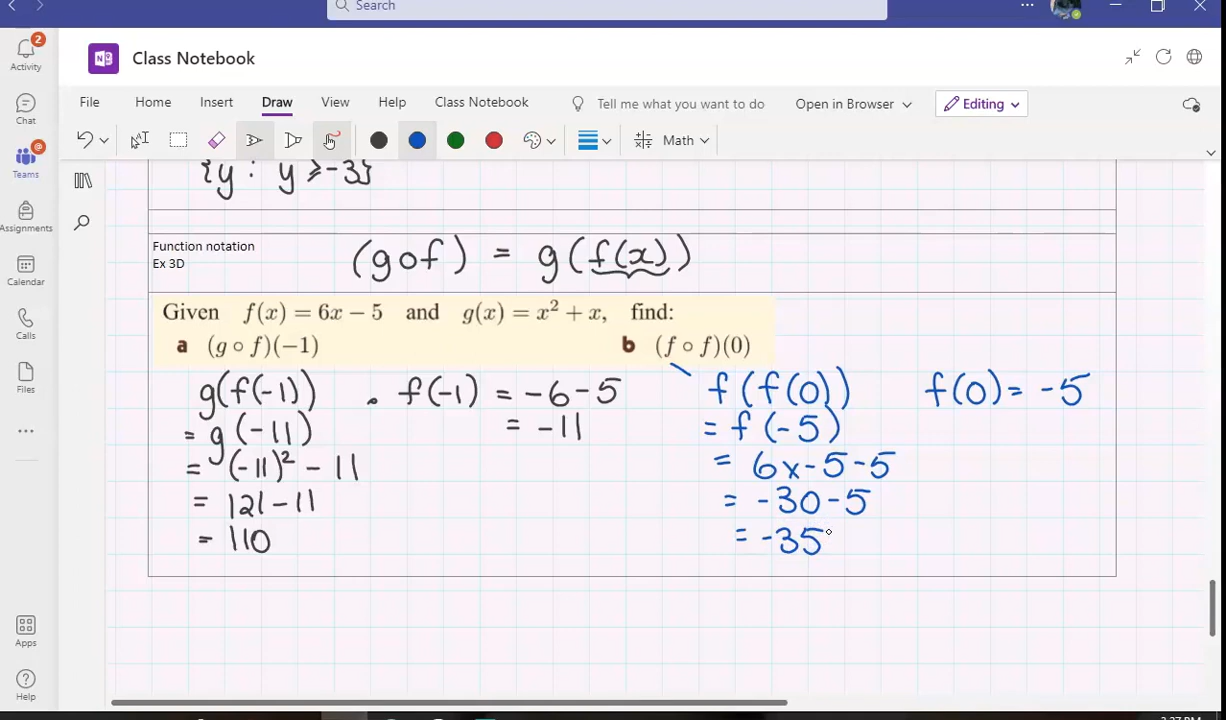 Search
Activity 2
Chat
Teams
Assignments
Calendar
Calls
Files
Apps
Help
Class Notebook
File Home Insert Draw View Help Class Notebook Tell me what you want to do Open in Browser Editing
Math
{y : y ≥ -3}
Function notation
Ex 3D
(gof) = g(f(x))
Given f(x) = 6x − 5 and g(x) = x² + x, find:
a (g ∘ f)(−1) b (f ∘ f)(0)
g(f(-1)) . f(-1) = -6-5
= g(-11) = -11
= (-11)² - 11
= 121 - 11
= 110
f(f(0)) f(0) = -5
= f(-5)
= 6x-5-5
= -30-5
= -35